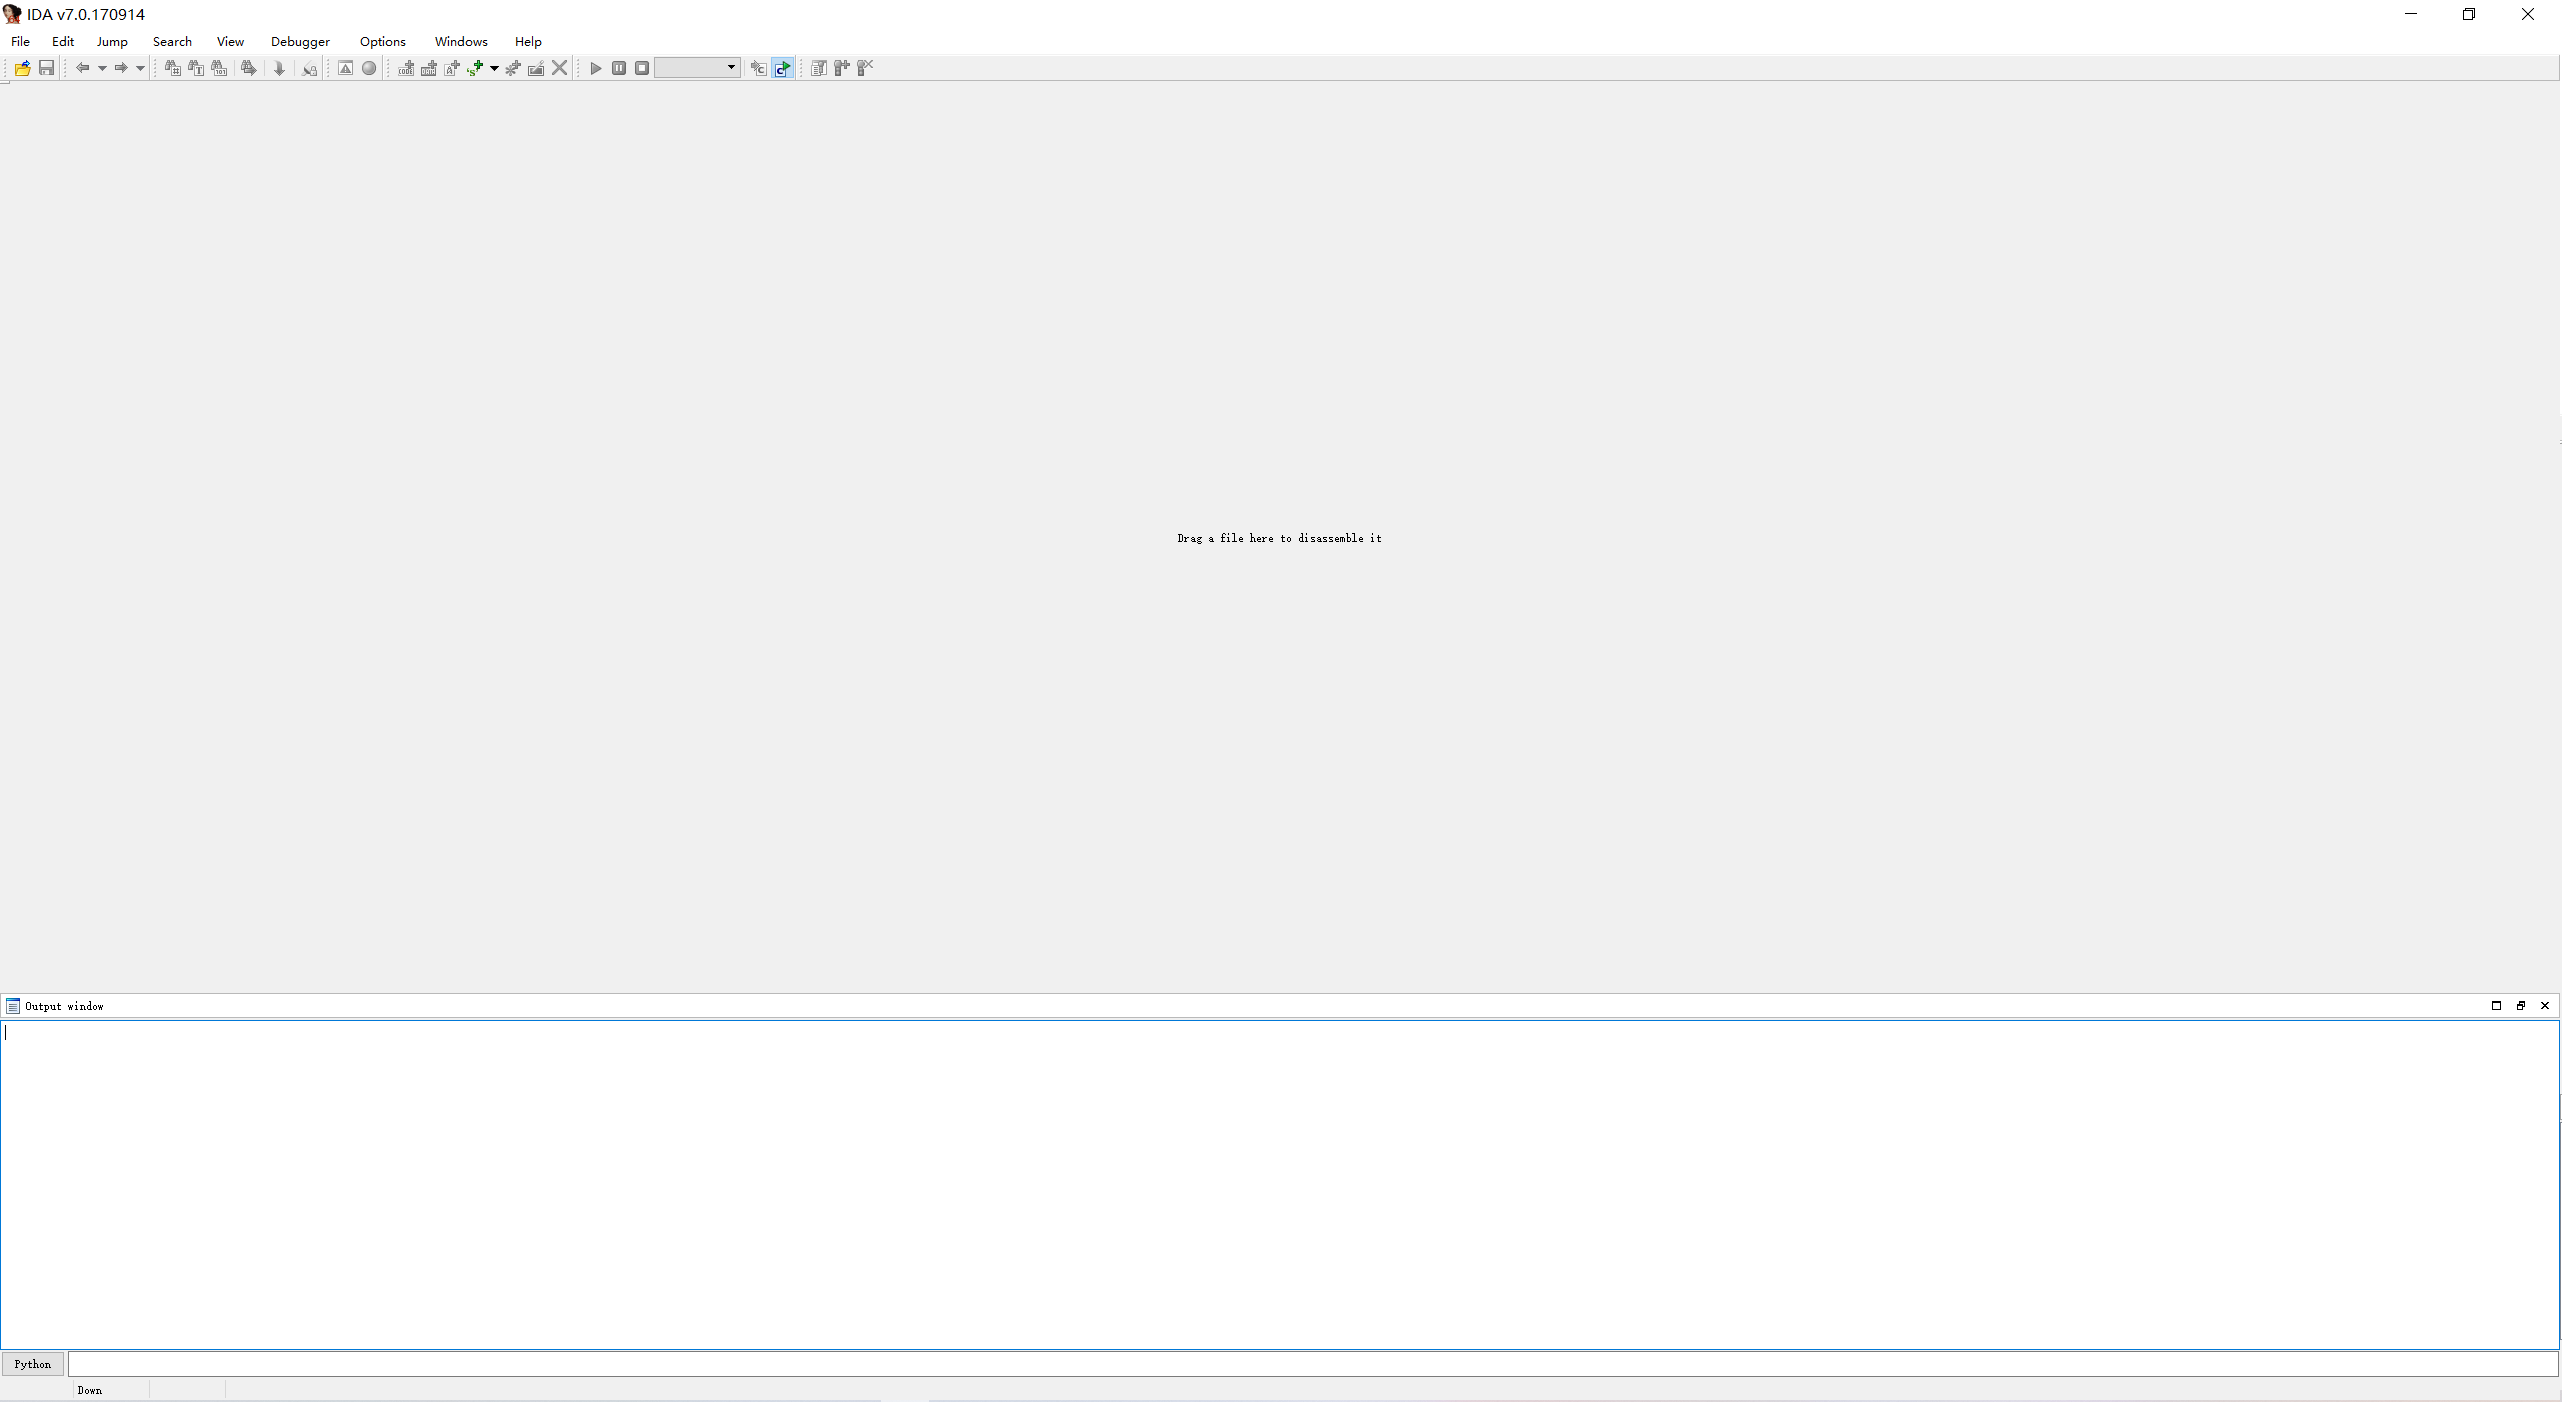 IDA v7.0.170914
File Edit Jump Search View Debugger Options Windows Help
Drag a file here to disassemble it
Output window
Python
Down